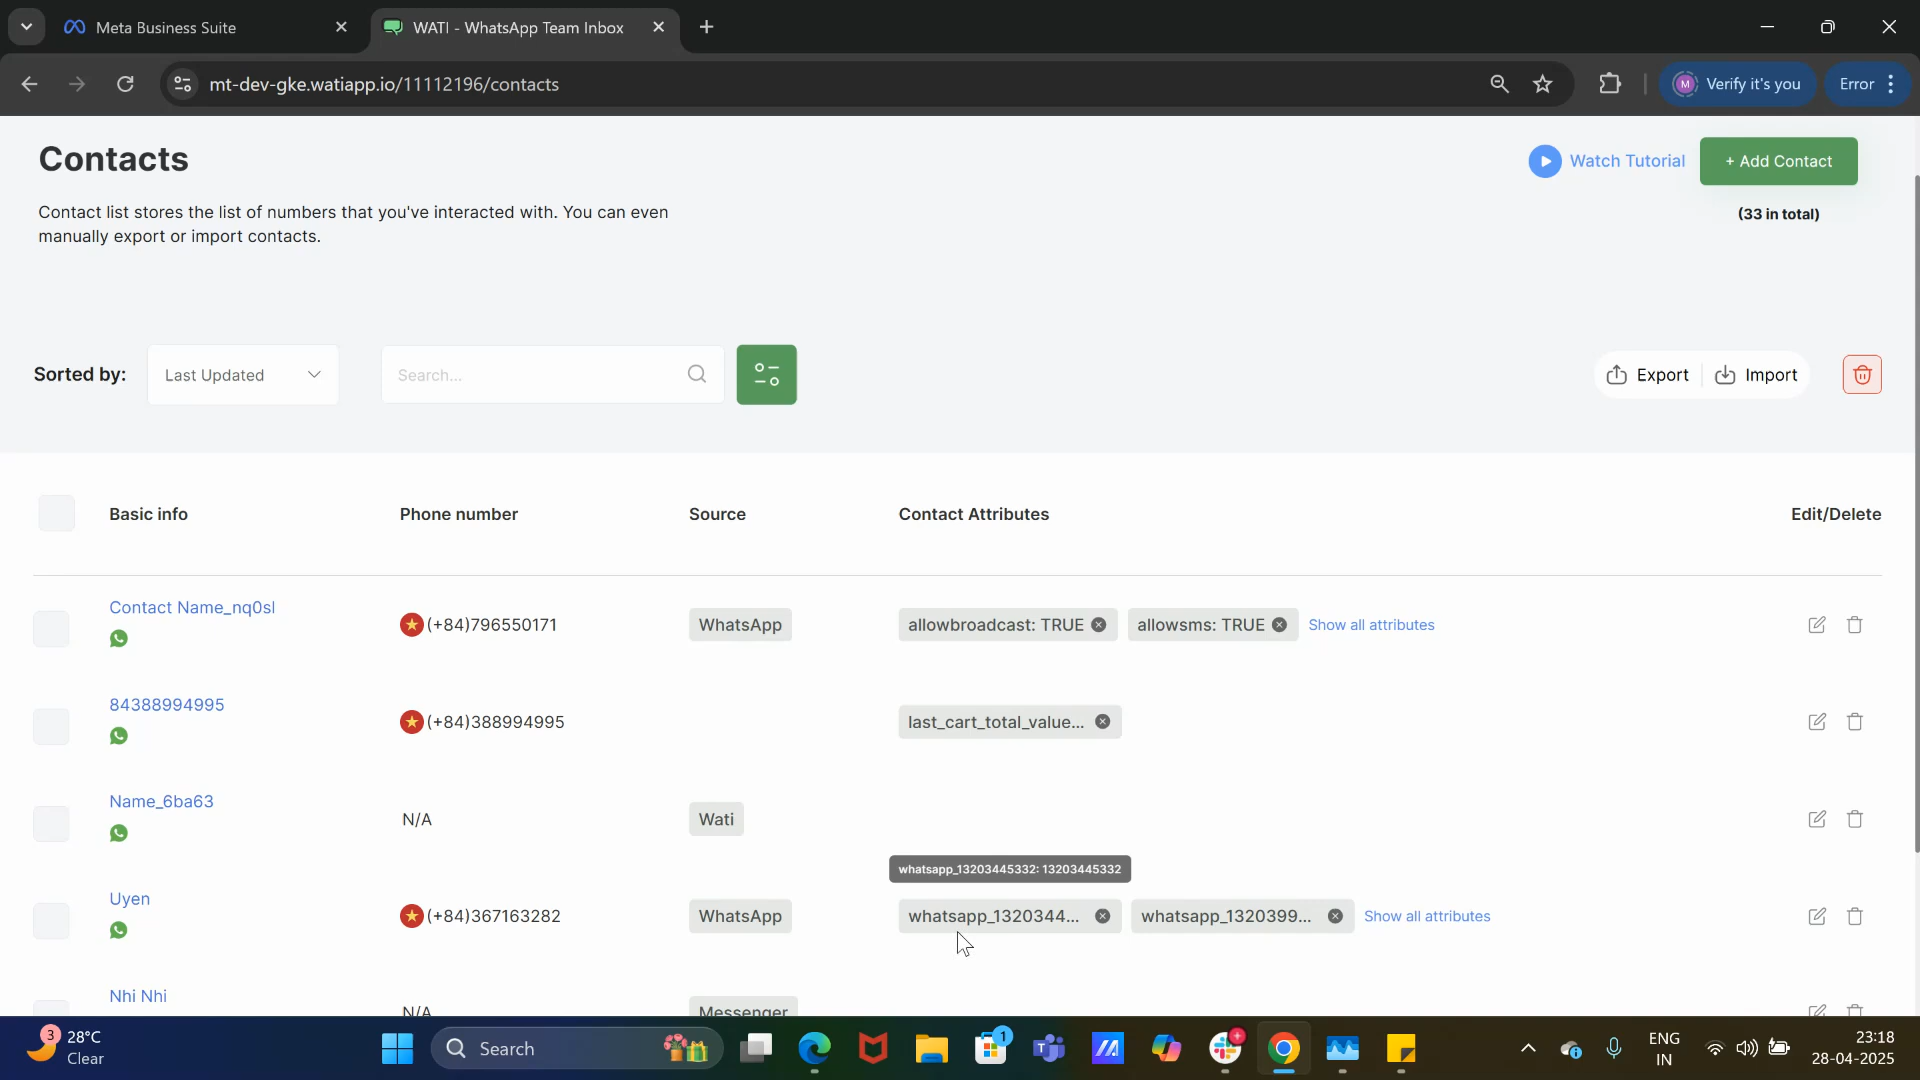 Meta Business Suite
WATI - WhatsApp Team Inbox
mt-dev-gke.watiapp.io/11112196/contacts
M
Verify it's you
Error
Contacts
Watch Tutorial
+ Add Contact
Contact list stores the list of numbers that you've interacted with. You can even
manually export or import contacts.
(33 in total)
Sorted by:
Last Updated
Search...
Export
Import
Basic info
Phone number
Source
Contact Attributes
Edit/Delete
Contact Name_nq0sl
(+84)796550171
WhatsApp
allowbroadcast: TRUE
allowsms: TRUE
Show all attributes
84388994995
(+84)388994995
last_cart_total_value...
Name_6ba63
N/A
Wati
whatsapp_13203445332: 13203445332
Uyen
(+84)367163282
WhatsApp
whatsapp_1320344...
whatsapp_1320399...
Show all attributes
Nhi Nhi
N/A
Messenger
3
28°C
Clear
Search
1
ENG
IN
23:18
28-04-2025